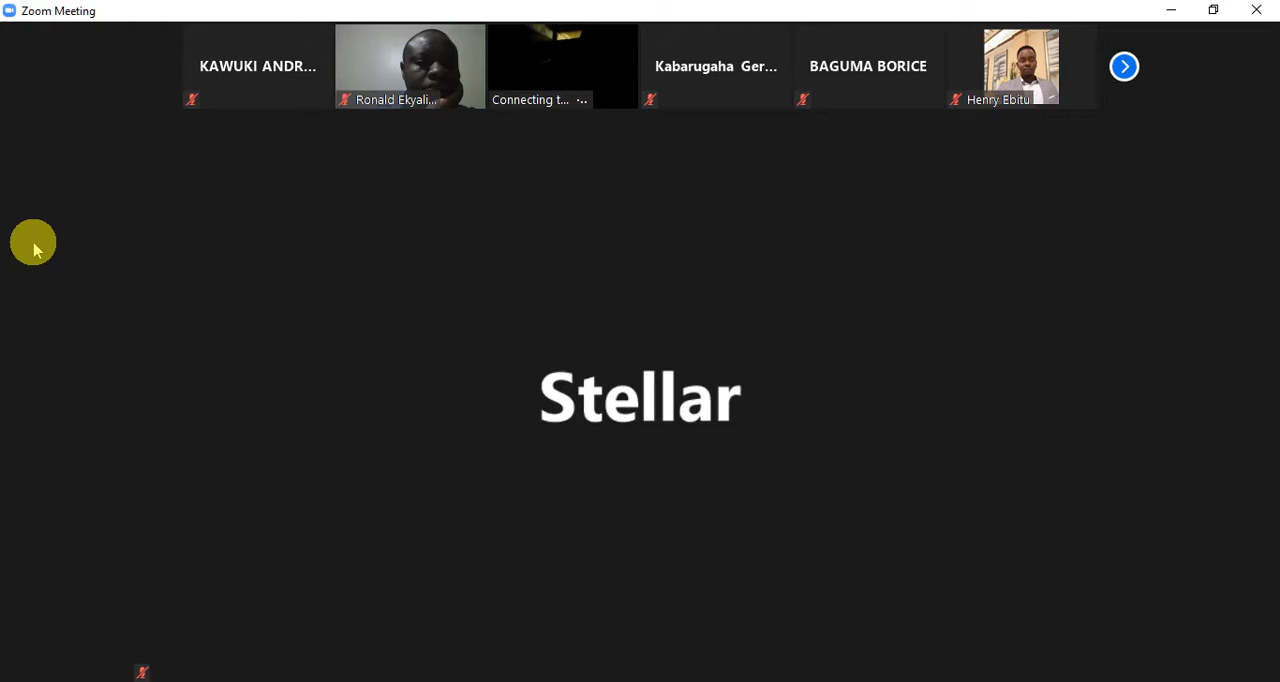 Zoom Meeting
KAWUKI ANDR...
Ronald Ekyali...
Connecting t...
Kabarugaha Ger...
BAGUMA BORICE
Henry Ebitu
Stellar